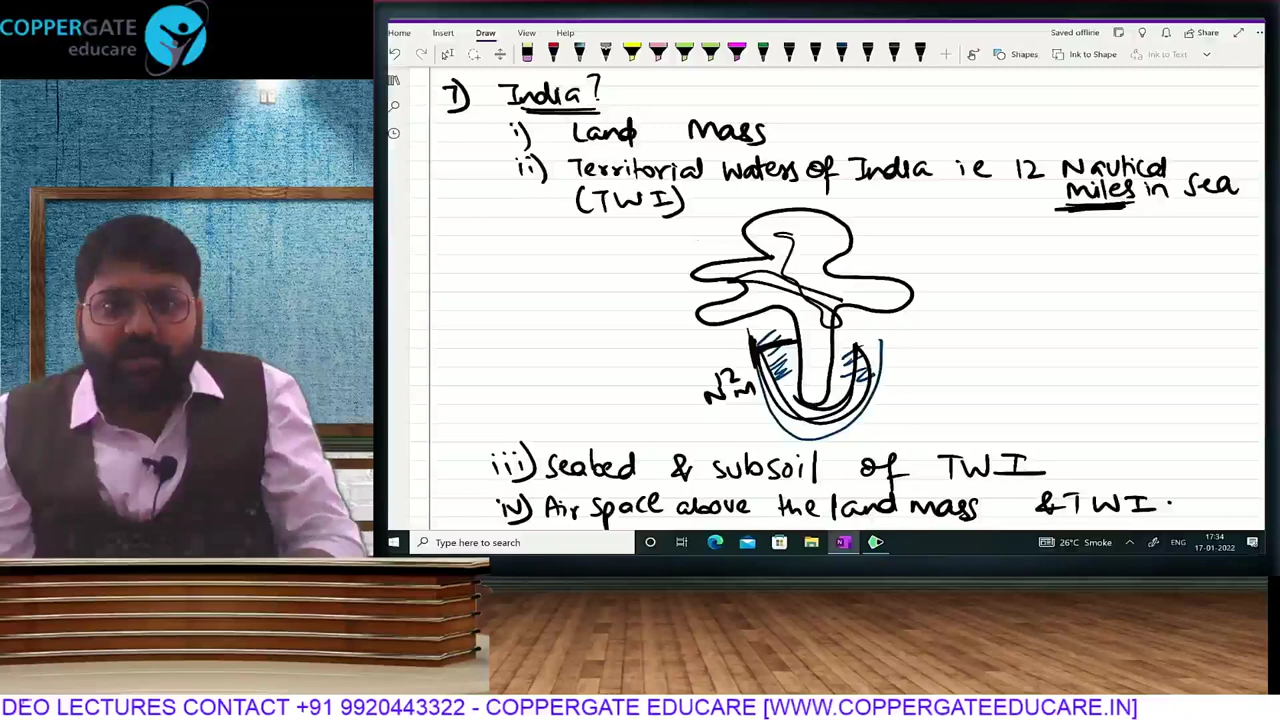 COPPERGATE
educare
Home Insert Draw View Help
Saved offline
Share
Shapes
Ink to Shape
Ink to Text
1) India?
i) Land Mass
ii) Territorial waters of India ie 12 Nautical
miles in sea
(TWI)
12
NM
iii) Seabed & subsoil of TWI
iv) Air space above the land mass & TWI.
Type here to search
26°C Smoke
ENG
17:34
17-01-2022
DEO LECTURES CONTACT +91 9920443322 - COPPERGATE EDUCARE [WWW.COPPERGATEEDUCARE.IN]